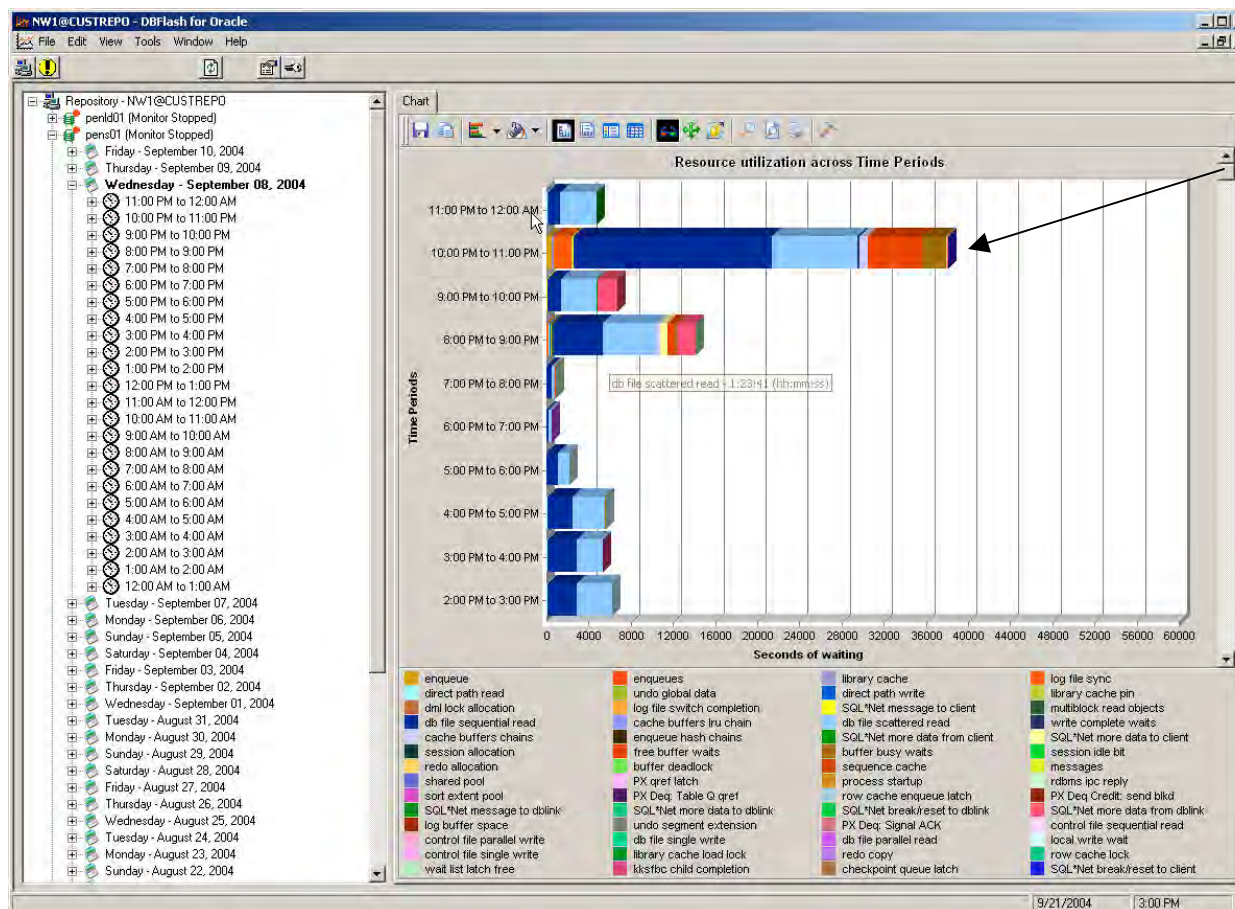 NW1@CUSTREPO - DBFlash for Oracle
File Edit View Tools Window Help
Repository - NW1@CUSTREPO
penld01 (Monitor Stopped)
pens01 (Monitor Stopped)
Friday - September 10, 2004
Thursday - September 09, 2004
Wednesday - September 08, 2004
11:00 PM to 12:00 AM
10:00 PM to 11:00 PM
9:00 PM to 10:00 PM
8:00 PM to 9:00 PM
7:00 PM to 8:00 PM
6:00 PM to 7:00 PM
5:00 PM to 6:00 PM
4:00 PM to 5:00 PM
3:00 PM to 4:00 PM
2:00 PM to 3:00 PM
1:00 PM to 2:00 PM
12:00 PM to 1:00 PM
11:00 AM to 12:00 PM
10:00 AM to 11:00 AM
9:00 AM to 10:00 AM
8:00 AM to 9:00 AM
7:00 AM to 8:00 AM
6:00 AM to 7:00 AM
5:00 AM to 6:00 AM
4:00 AM to 5:00 AM
3:00 AM to 4:00 AM
2:00 AM to 3:00 AM
1:00 AM to 2:00 AM
12:00 AM to 1:00 AM
Tuesday - September 07, 2004
Monday - September 06, 2004
Sunday - September 05, 2004
Saturday - September 04, 2004
Friday - September 03, 2004
Thursday - September 02, 2004
Wednesday - September 01, 2004
Tuesday - August 31, 2004
Monday - August 30, 2004
Sunday - August 29, 2004
Saturday - August 28, 2004
Friday - August 27, 2004
Thursday - August 26, 2004
Wednesday - August 25, 2004
Tuesday - August 24, 2004
Monday - August 23, 2004
Sunday - August 22, 2004
Chart
Resource utilization across Time Periods
Time Periods
11:00 PM to 12:00 AM
10:00 PM to 11:00 PM
9:00 PM to 10:00 PM
8:00 PM to 9:00 PM
7:00 PM to 8:00 PM
db file scattered read - 1:23:41 (hh:mm:ss)
6:00 PM to 7:00 PM
5:00 PM to 6:00 PM
4:00 PM to 5:00 PM
3:00 PM to 4:00 PM
2:00 PM to 3:00 PM
0 4000 8000 12000 16000 20000 24000 28000 32000 36000 40000 44000 48000 52000 56000 60000
Seconds of waiting
enqueue enqueues library cache log file sync
direct path read undo global data direct path write library cache pin
dml lock allocation log file switch completion SQL*Net message to client multiblock read objects
db file sequential read cache buffers lru chain db file scattered read write complete waits
cache buffers chains enqueue hash chains SQL*Net more data from client SQL*Net more data to client
session allocation free buffer waits buffer busy waits session idle bit
redo allocation buffer deadlock sequence cache messages
shared pool PX qref latch process startup rdbms ipc reply
sort extent pool PX Deq: Table Q qref row cache enqueue latch PX Deq Credit: send blkd
SQL*Net message to dblink SQL*Net more data to dblink SQL*Net break/reset to dblink SQL*Net more data from dblink
log buffer space undo segment extension PX Deq: Signal ACK control file sequential read
control file parallel write db file single write db file parallel read local write wait
control file single write library cache load lock redo copy row cache lock
wait list latch free kksfbc child completion checkpoint queue latch SQL*Net break/reset to client
9/21/2004 3:00 PM